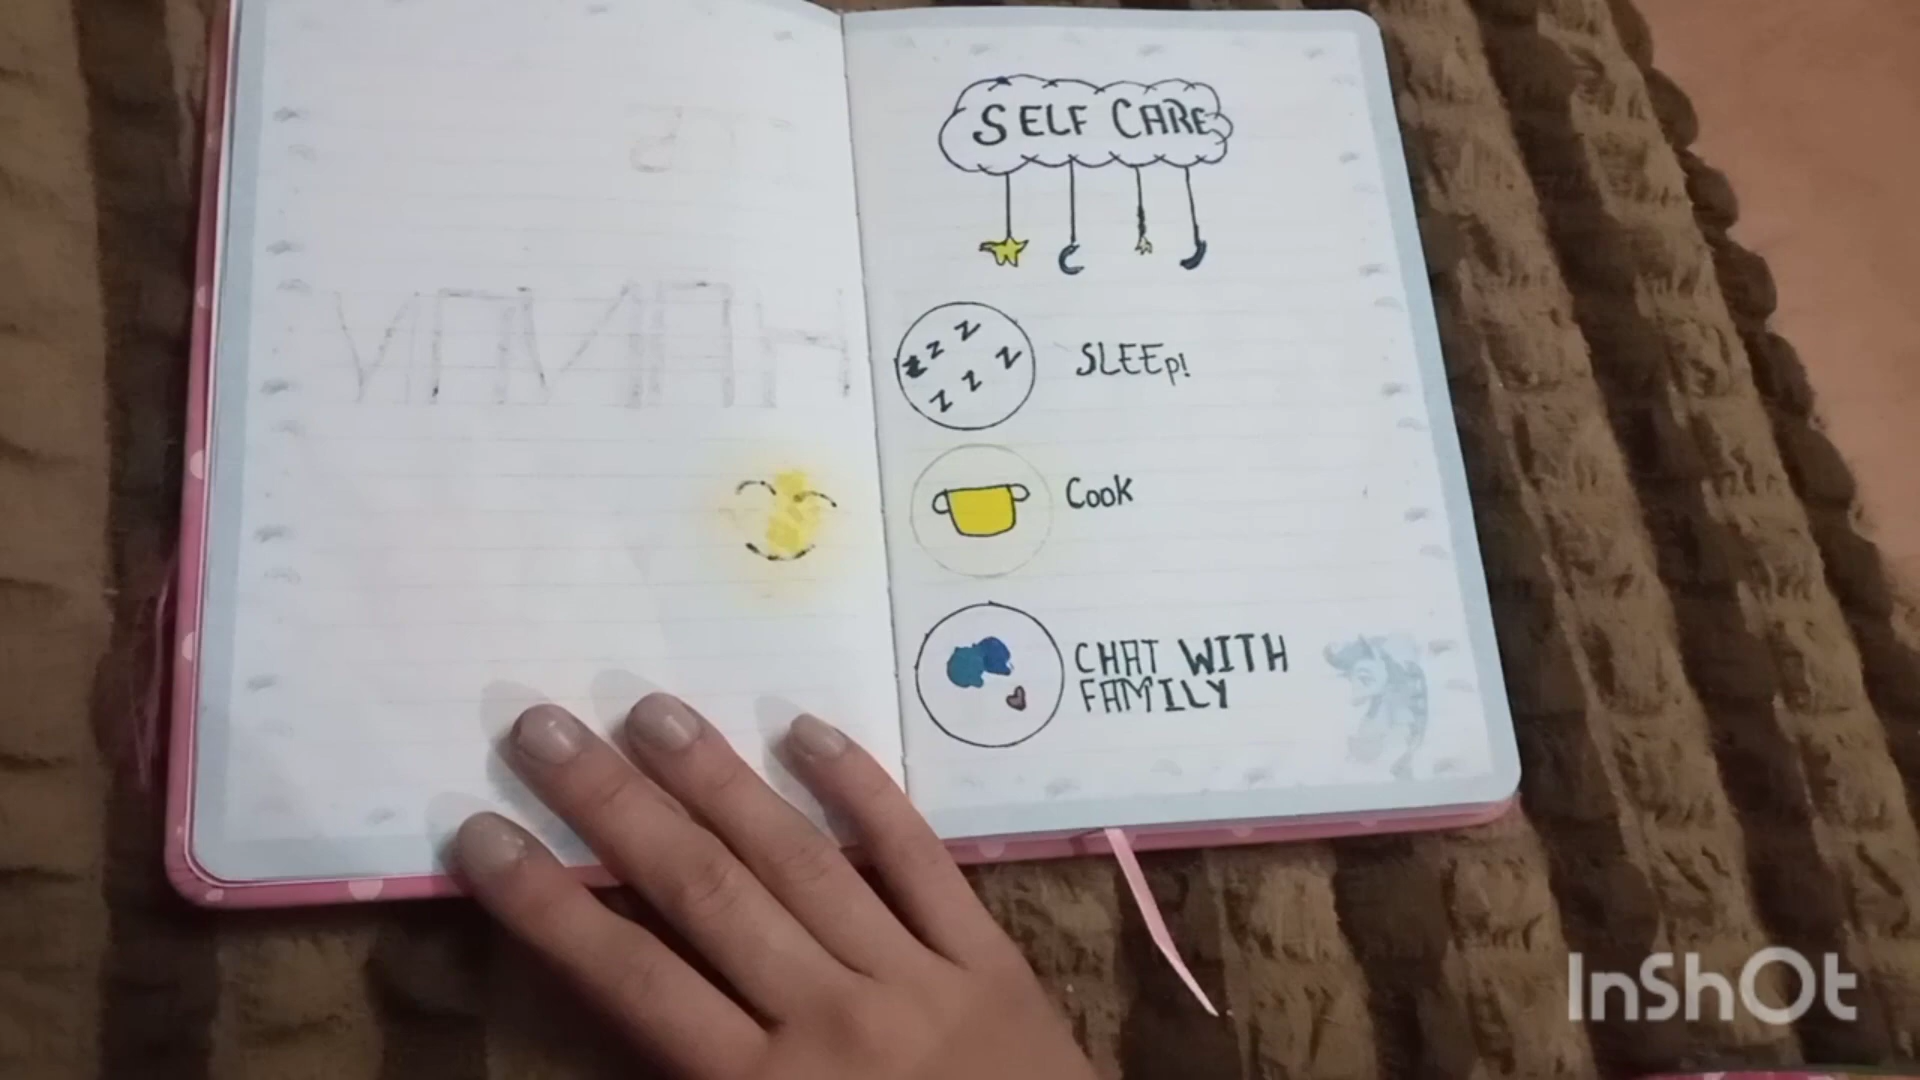 SELF CARE
z z z z z z z
SLEEp!
Cook
CHAT WITH
FAMILY
InShOt